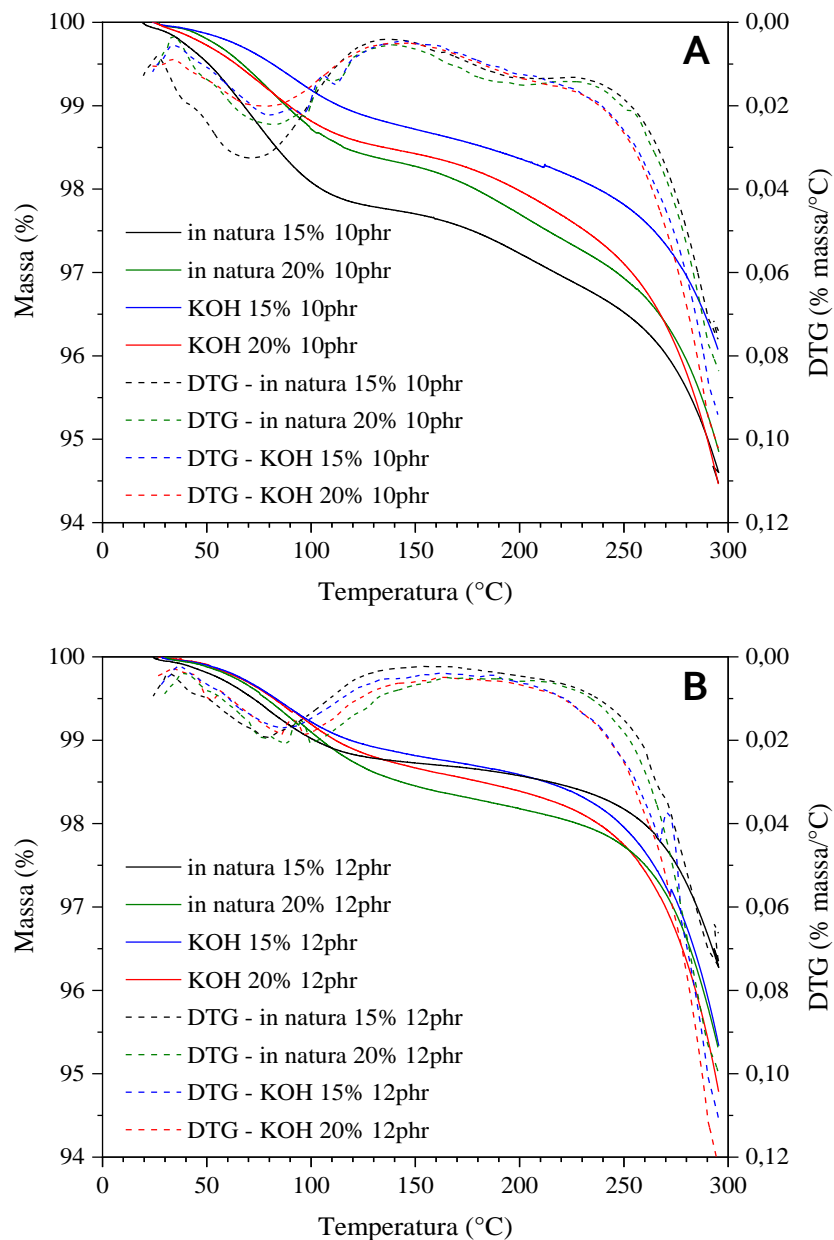 A
100
99
98
97
96
95
94
Massa (%)
in natura 15% 10phr
in natura 20% 10phr
KOH 15% 10phr
KOH 20% 10phr
DTG - in natura 15% 10phr
DTG - in natura 20% 10phr
DTG - KOH 15% 10phr
DTG - KOH 20% 10phr
0,00
0,02
0,04
0,06
0,08
0,10
0,12
DTG (% massa/°C)
0 50 100 150 200 250 300
Temperatura (°C)
B
100
99
98
97
96
95
94
Massa (%)
in natura 15% 12phr
in natura 20% 12phr
KOH 15% 12phr
KOH 20% 12phr
DTG - in natura 15% 12phr
DTG - in natura 20% 12phr
DTG - KOH 15% 12phr
DTG - KOH 20% 12phr
0,00
0,02
0,04
0,06
0,08
0,10
0,12
DTG (% massa/°C)
0 50 100 150 200 250 300
Temperatura (°C)